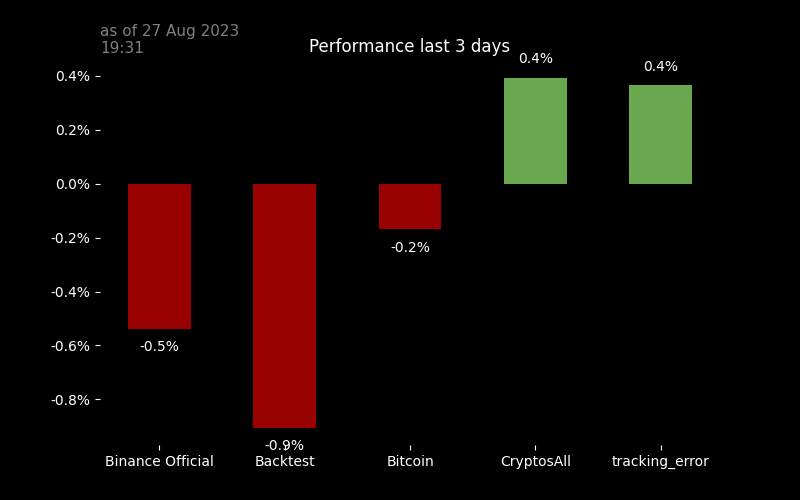 as of 27 Aug 2023
19:31
Performance last 3 days
0.4%
0.2%
0.0%
-0.2%
-0.4%
-0.6%
-0.8%
-0.5%
-0.9%
-0.2%
0.4%
0.4%
Binance Official
Backtest
Bitcoin
CryptosAll
tracking_error